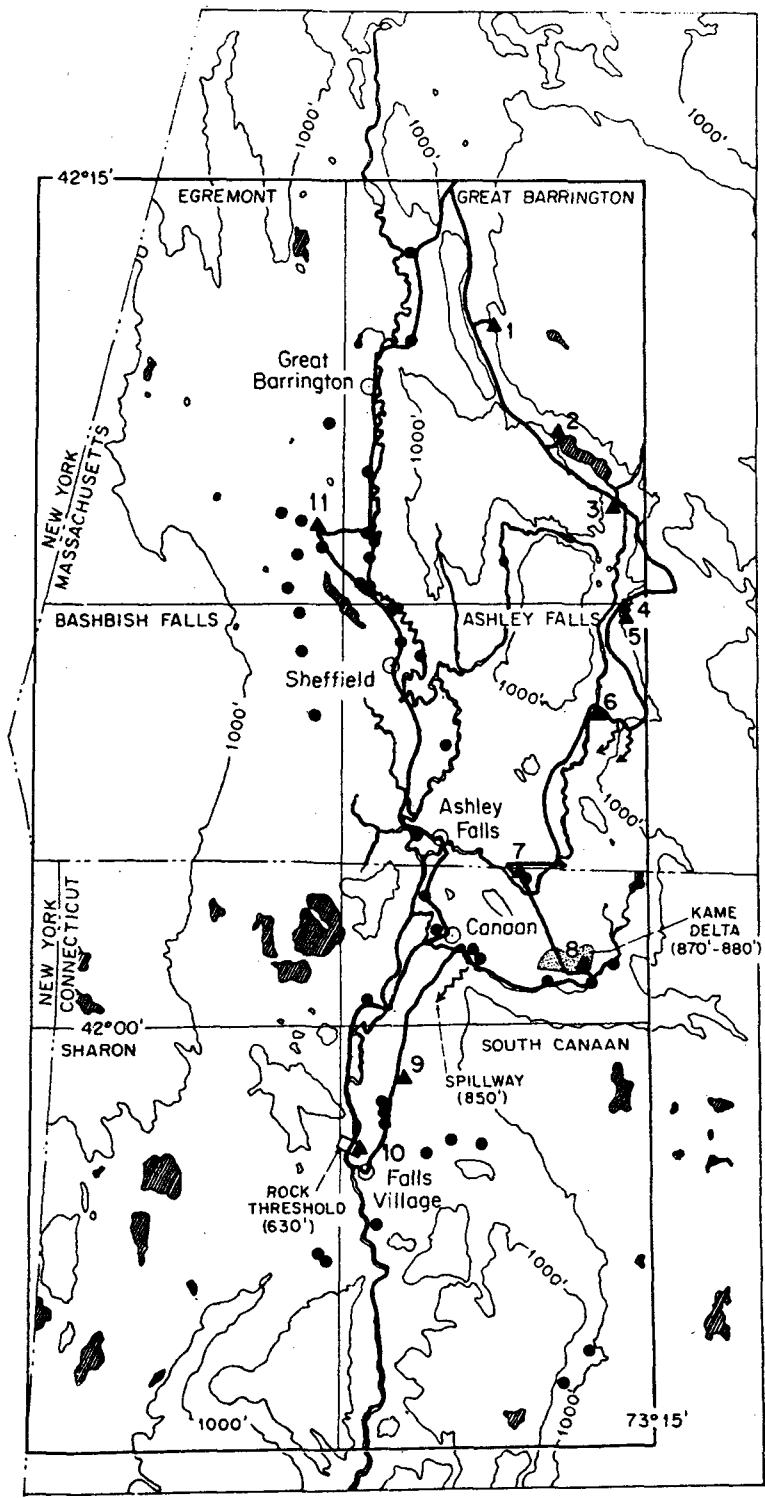 1000'
1000'
1000'
42°15'
EGREMONT
GREAT BARRINGTON
1
Great
Barrington
1000'
2
NEW YORK
MASSACHUSETTS
11
3
BASHBISH FALLS
ASHLEY FALLS
4
5
Sheffield
1000'
1000'
6
1000'
Ashley
Falls
7
NEW YORK
CONNECTICUT
Canaan
8
KAME
DELTA
(870'-880')
42°00'
SHARON
SOUTH CANAAN
9
SPILLWAY
(850')
10
ROCK
THRESHOLD
(630')
Falls
Village
1000'
1000'
1000'
73°15'